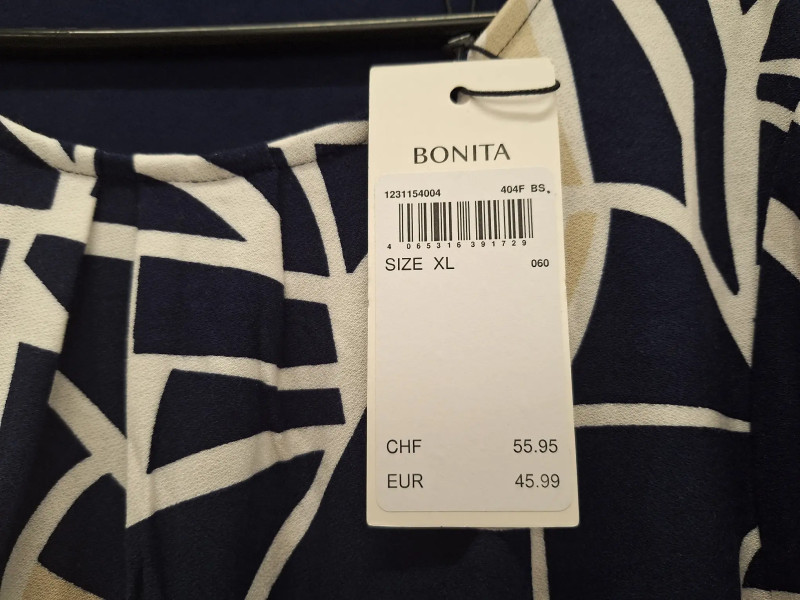 BONITA
1231154004 404F BS.
4 065316 391729
SIZE XL 060
CHF 55.95
EUR 45.99